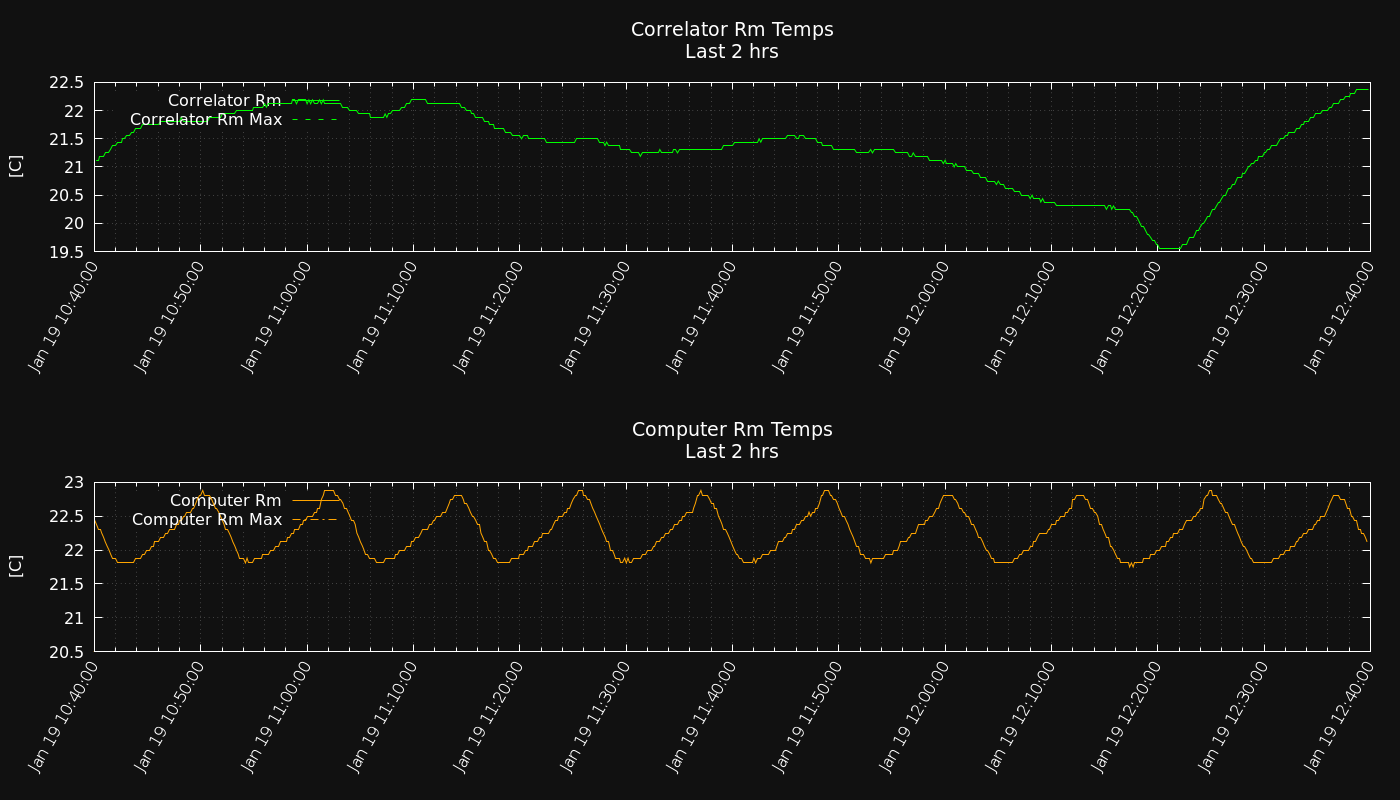 Correlator Rm Temps
Last 2 hrs
22.5
22
21.5
21
20.5
20
19.5
[C]
Correlator Rm
Correlator Rm Max
Jan 19 10:40:00
Jan 19 10:50:00
Jan 19 11:00:00
Jan 19 11:10:00
Jan 19 11:20:00
Jan 19 11:30:00
Jan 19 11:40:00
Jan 19 11:50:00
Jan 19 12:00:00
Jan 19 12:10:00
Jan 19 12:20:00
Jan 19 12:30:00
Jan 19 12:40:00
Computer Rm Temps
Last 2 hrs
23
22.5
22
21.5
21
20.5
[C]
Computer Rm
Computer Rm Max
Jan 19 10:40:00
Jan 19 10:50:00
Jan 19 11:00:00
Jan 19 11:10:00
Jan 19 11:20:00
Jan 19 11:30:00
Jan 19 11:40:00
Jan 19 11:50:00
Jan 19 12:00:00
Jan 19 12:10:00
Jan 19 12:20:00
Jan 19 12:30:00
Jan 19 12:40:00